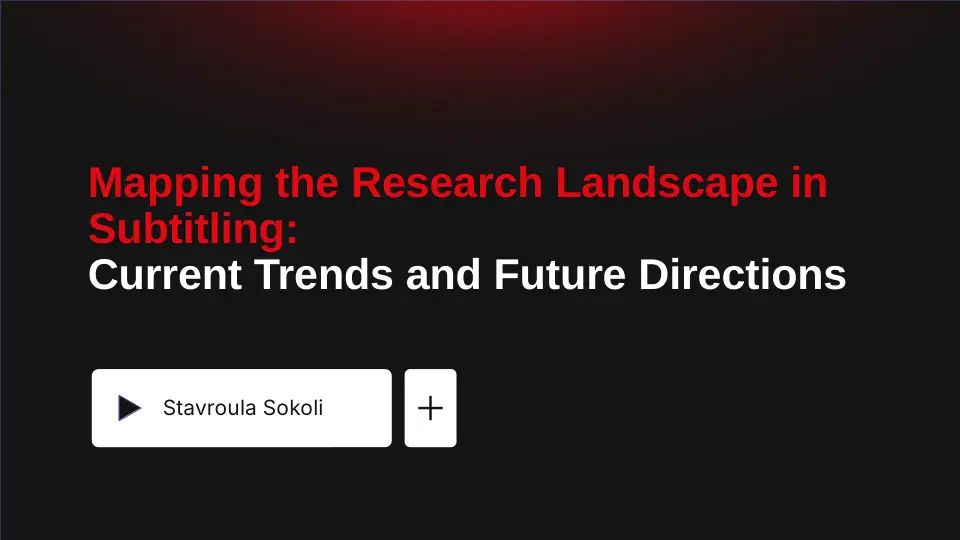 Mapping the Research Landscape in
Subtitling:
Current Trends and Future Directions
Stavroula Sokoli